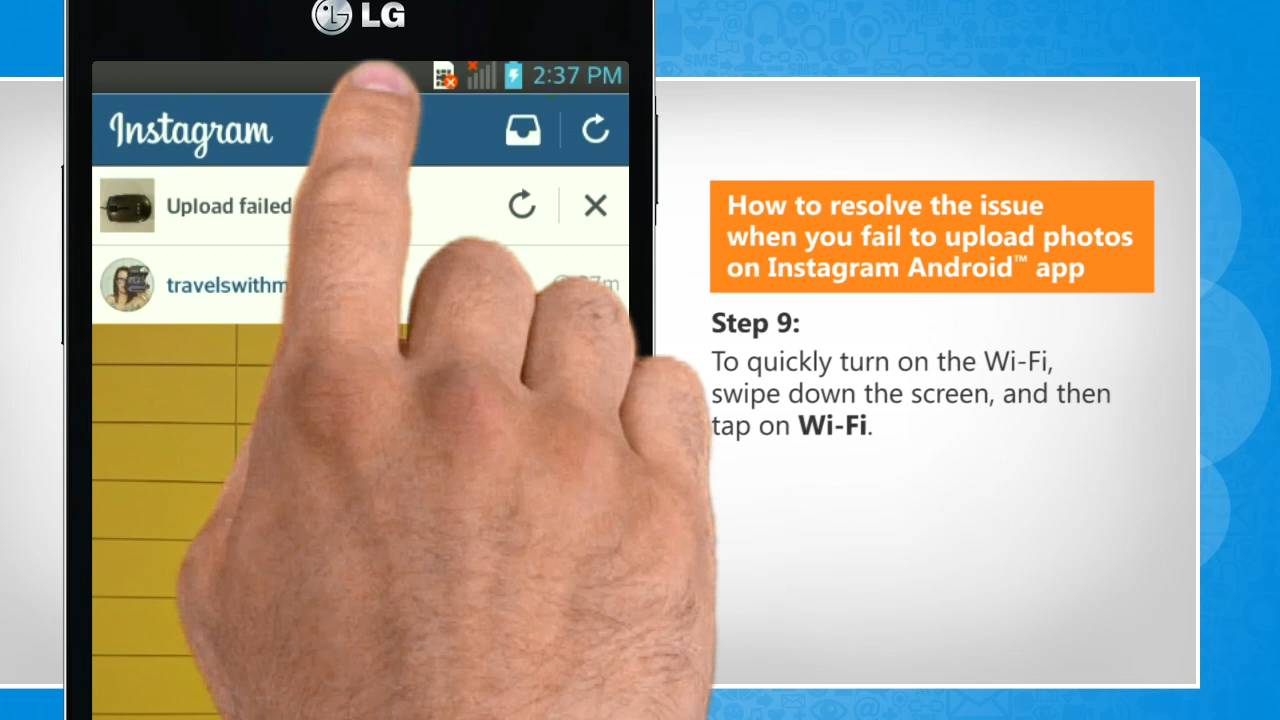 LG
2:37 PM
Instagram
Upload failed
travelswithm
7m
How to resolve the issue
when you fail to upload photos
on Instagram Android™ app
Step 9:
To quickly turn on the Wi-Fi,
swipe down the screen, and then
tap on Wi-Fi.